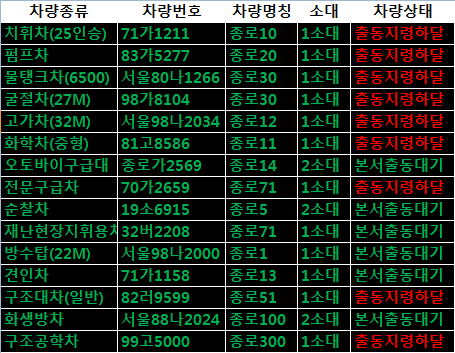 차량종류 차량번호 차량명칭 소대 차량상태
치휘차(25인승) 71가1211 종로10 1소대 출동지령하달
펌프차 83가5277 종로20 1소대 출동지령하달
물탱크차(6500) 서울80나1266 종로30 1소대 출동지령하달
굴절차(27M) 98가8104 종로30 1소대 출동지령하달
고가차(32M) 서울98나2034 종로12 1소대 출동지령하달
화학차(중형) 81고8586 종로11 1소대 출동지령하달
오토바이구급대 종로가2569 종로14 2소대 본서출동대기
전문구급차 70가2659 종로71 1소대 출동지령하달
순찰차 19소6915 종로5 2소대 본서출동대기
재난현장지휘용차 32버2208 종로71 1소대 본서출동대기
방수탑(22M) 서울98나2000 종로1 1소대 본서출동대기
견인차 71가1158 종로13 1소대 본서출동대기
구조대차(일반) 82러9599 종로51 1소대 출동지령하달
화생방차 서울88나2024 종로100 2소대 본서출동대기
구조공학차 99고5000 종로300 1소대 출동지령하달